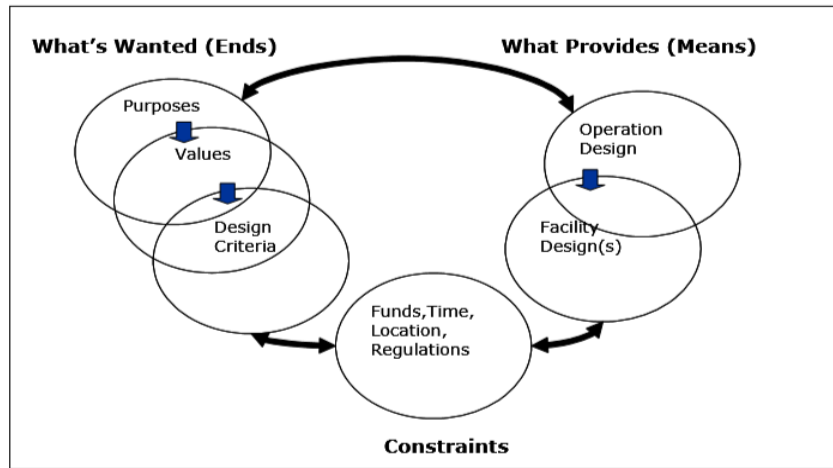 What's Wanted (Ends)
What Provides (Means)
Purposes
Values
Design
Criteria
Operation
Design
Facility
Design(s)
Funds,Time,
Location,
Regulations
Constraints